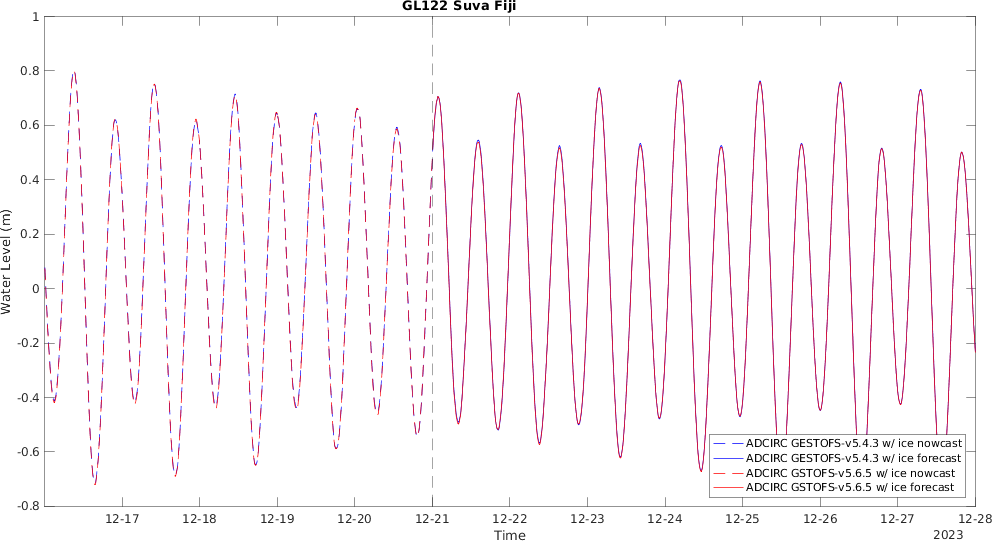 GL122 Suva Fiji
1
0.8
0.6
0.4
0.2
0
-0.2
-0.4
-0.6
-0.8
Water Level (m)
ADCIRC GESTOFS-v5.4.3 w/ ice nowcast
ADCIRC GESTOFS-v5.4.3 w/ ice forecast
ADCIRC GSTOFS-v5.6.5 w/ ice nowcast
ADCIRC GSTOFS-v5.6.5 w/ ice forecast
12-17 12-18 12-19 12-20 12-21 12-22 12-23 12-24 12-25 12-26 12-27 12-28
Time
2023